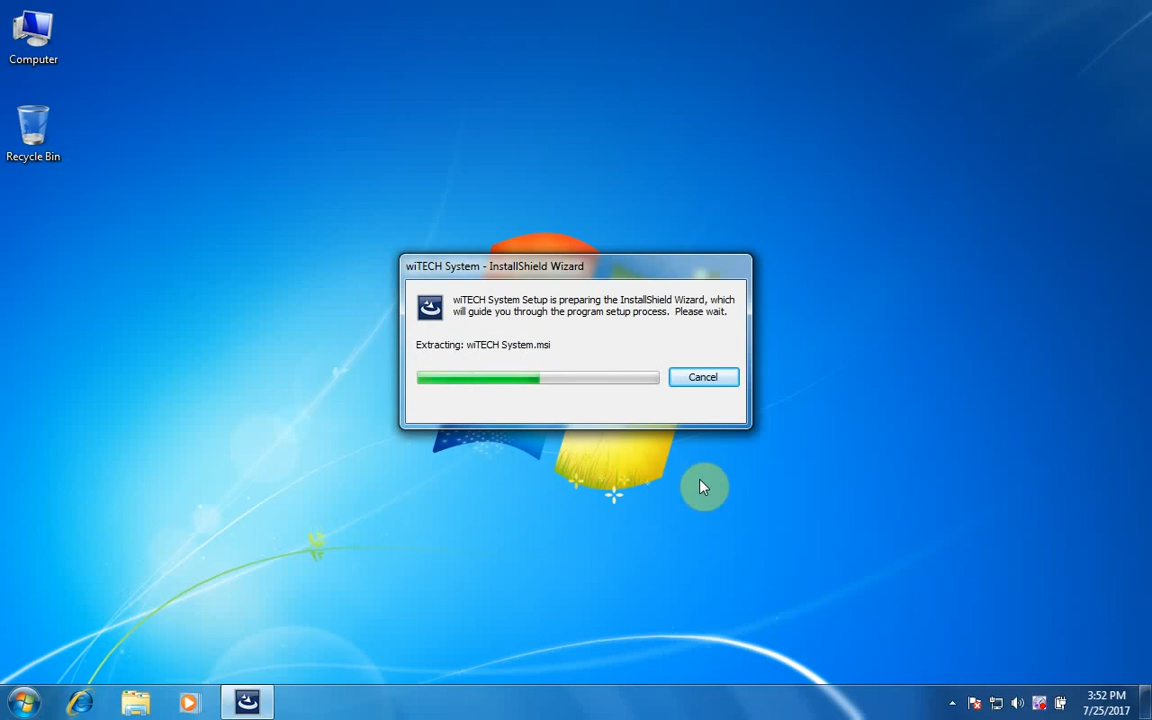 Computer
Recycle Bin
wiTECH System - InstallShield Wizard
wiTECH System Setup is preparing the InstallShield Wizard, which
will guide you through the program setup process.  Please wait.
Extracting: wiTECH System.msi
Cancel
3:52 PM
7/25/2017